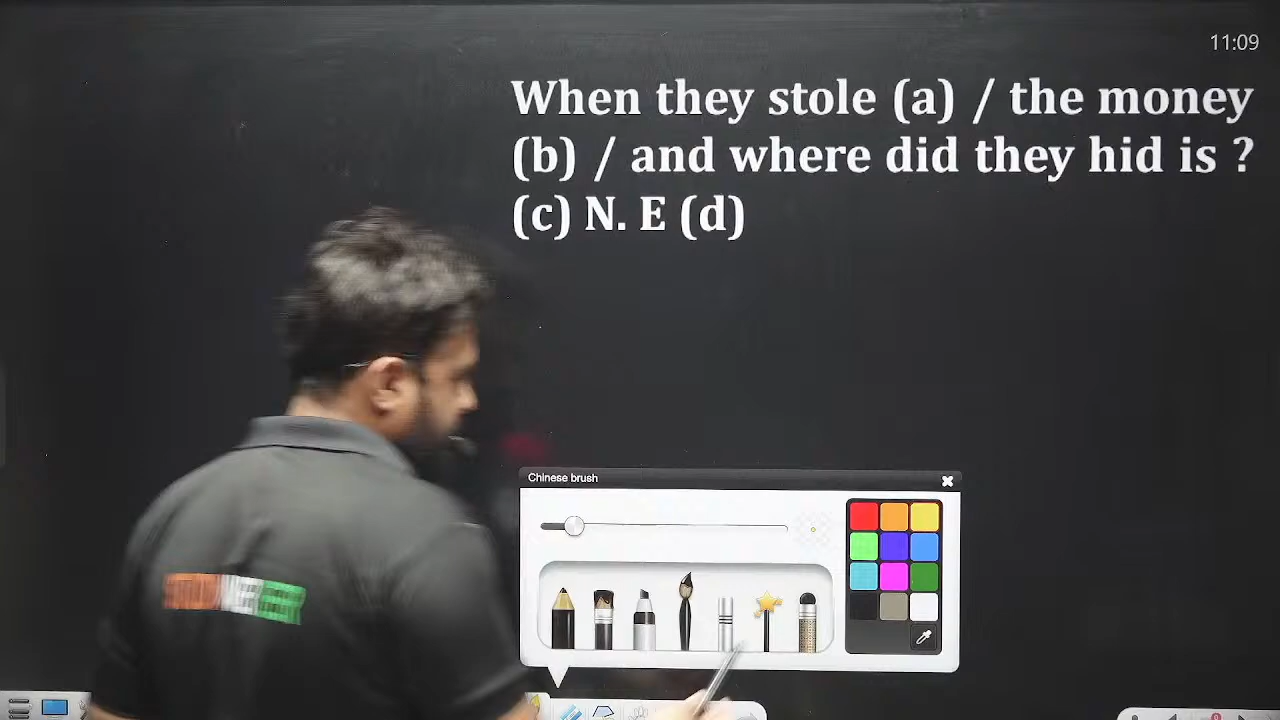 11:09
When they stole (a) / the money
(b) / and where did they hid is ?
(c) N. E (d)
Chinese brush